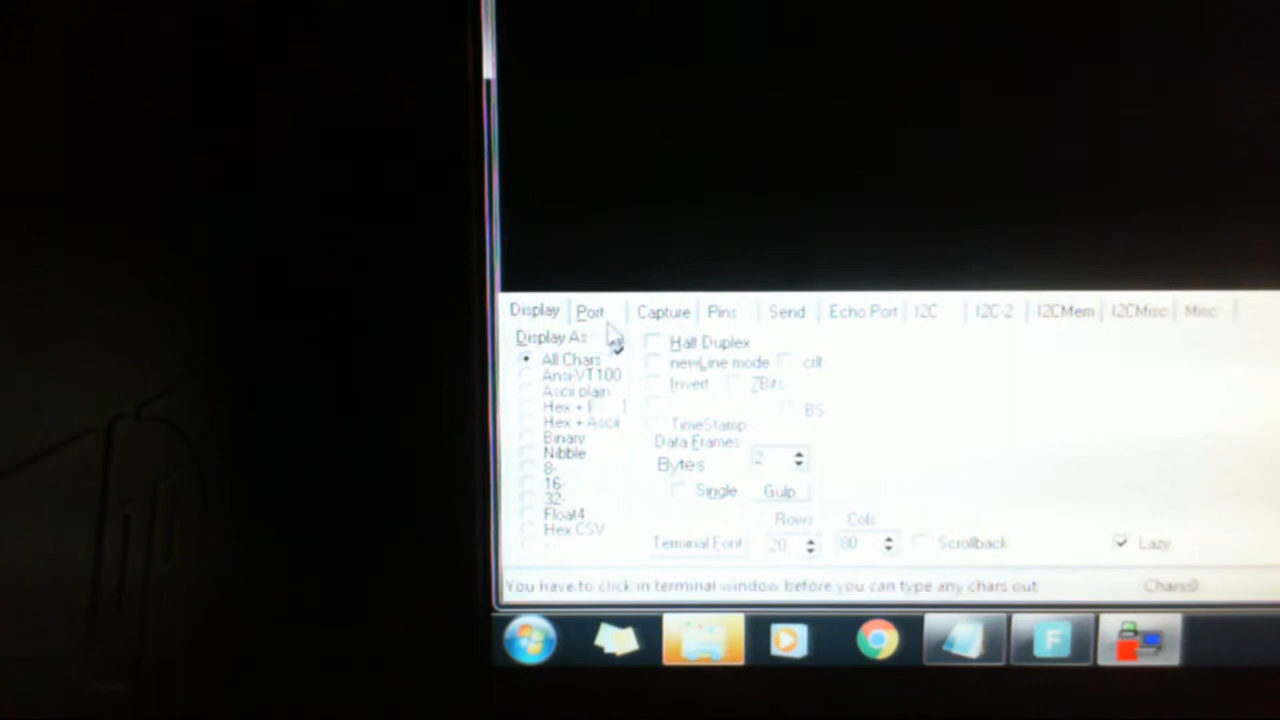 Display Port Capture Pins Send Echo Port I2C I2C-2 I2CMem I2CMisc Misc
Display As
All Chars
Ansi-VT100
Ascii plain
Hex +
Hex + Ascii
Binary
Nibble
8-
16-
32-
Float4
Hex CSV
Half Duplex
newLine mode crlf
Invert 7Bits
BS
TimeStamp
Data Frames
Bytes 2
Single Gulp
Rows Cols
Terminal Font 20 80 Scrollback Lazy
You have to click in terminal window before you can type any chars out
F